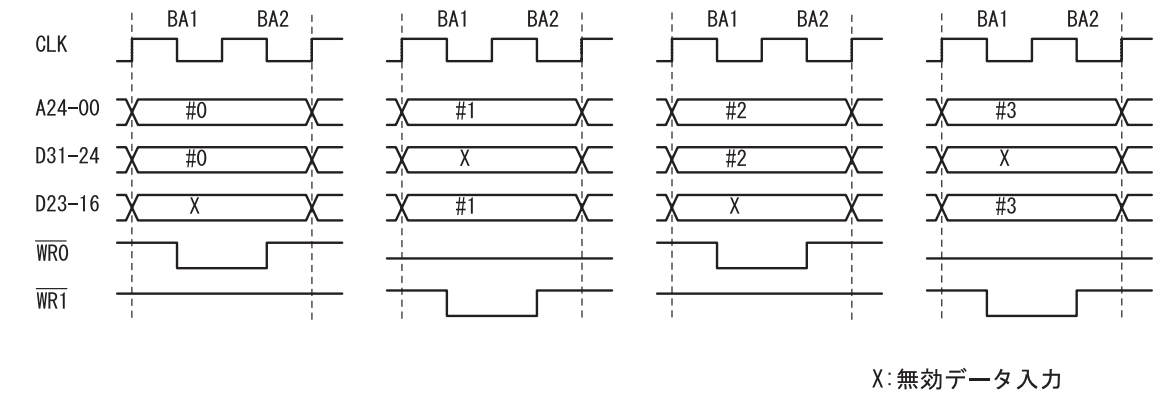 BA1 BA2 BA1 BA2 BA1 BA2 BA1 BA2
CLK
A24-00 #0 #1 #2 #3
D31-24 #0 X #2 X
D23-16 X #1 X #3
WR0
WR1
X:無効データ入力